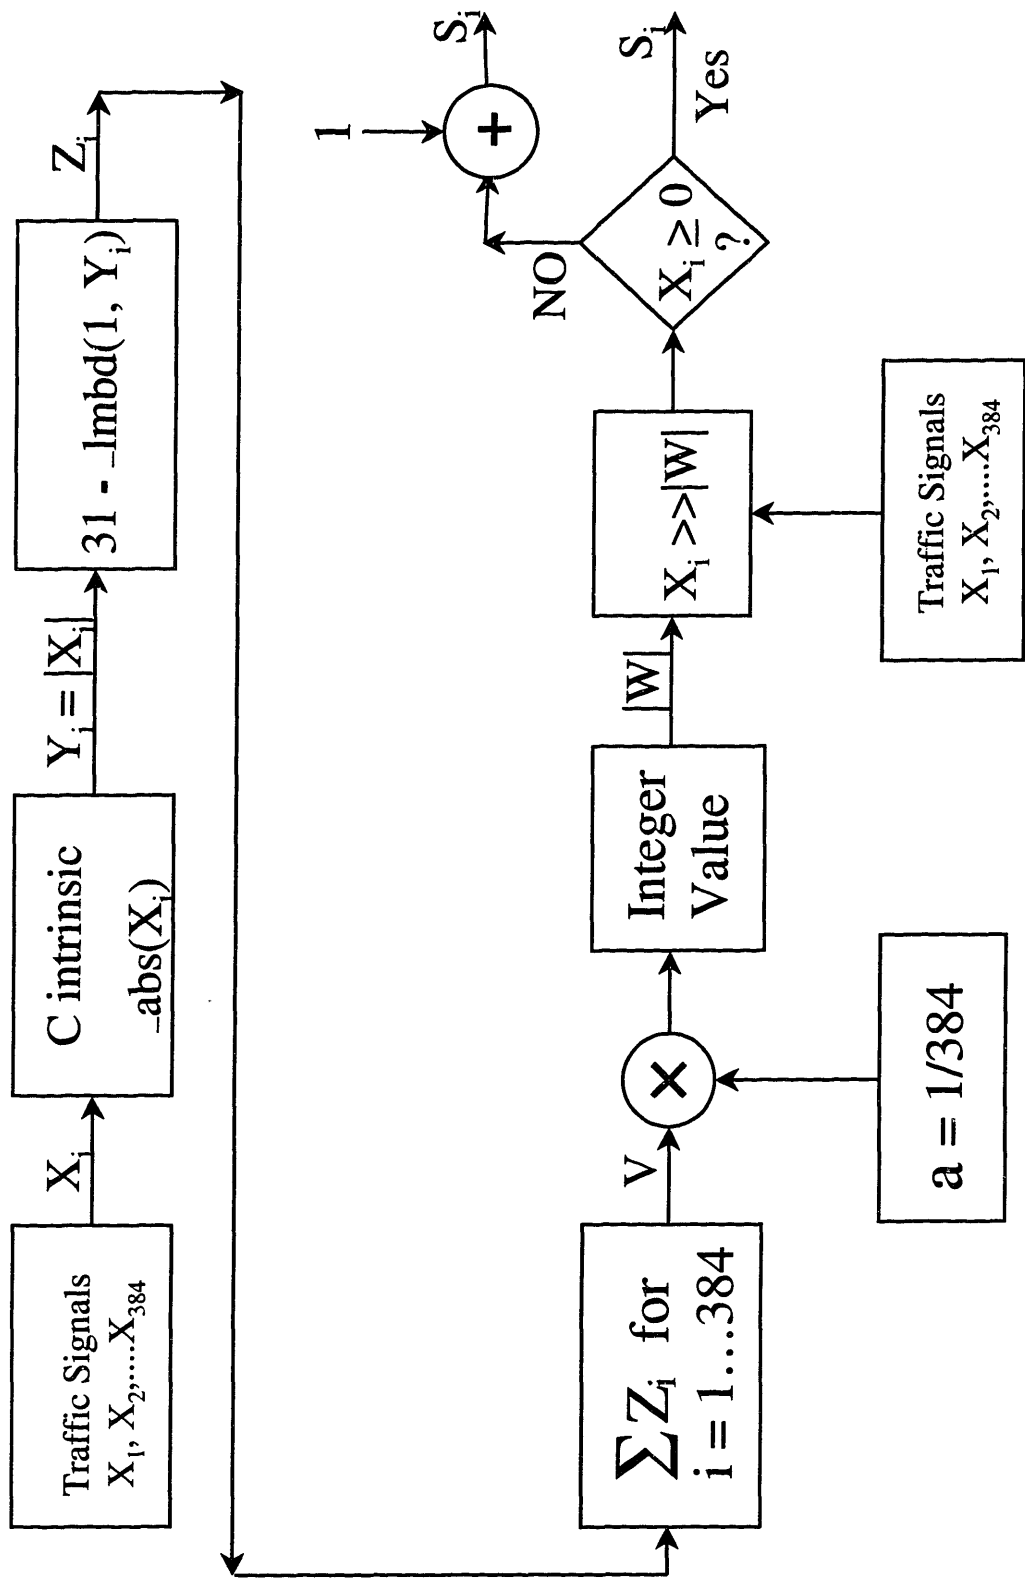 Traffic Signals
X₁, X₂,....X₃₈₄
Xᵢ
C intrinsic
_abs(Xᵢ)
Yᵢ = |Xᵢ|
31 - _lmbd(1, Yᵢ)
Zᵢ
∑Zᵢ for
i = 1...384
V
×
a = 1/384
Integer
Value
|W|
Xᵢ >>|W|
Traffic Signals
X₁, X₂,....X₃₈₄
Xᵢ ≥ 0
?
NO
1
+
Sᵢ
Yes
Sᵢ